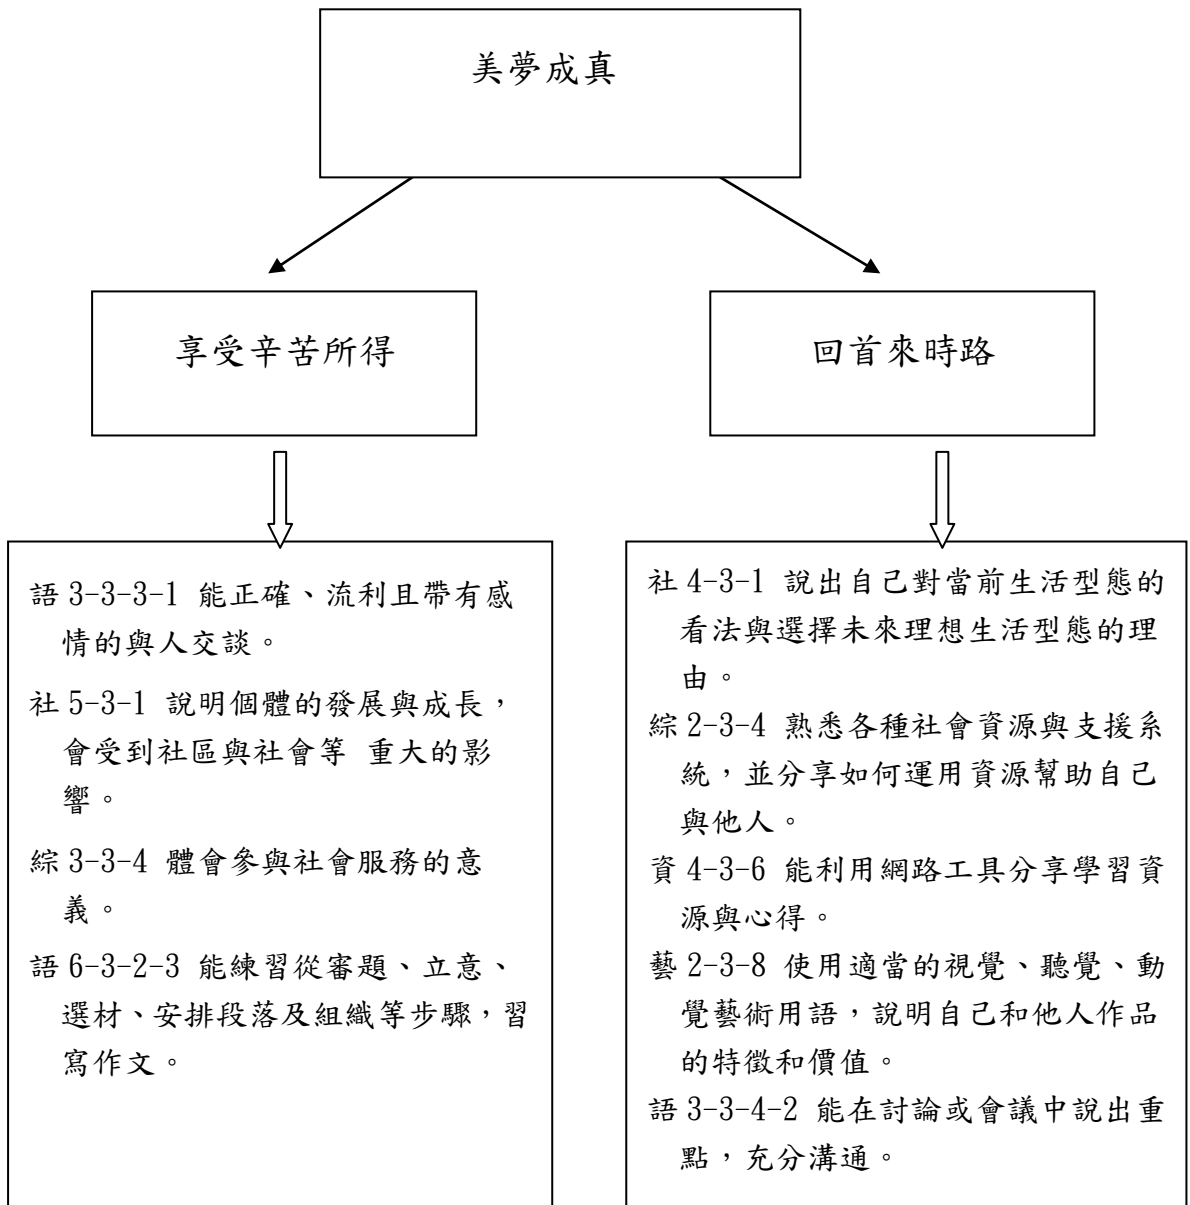 美夢成真
享受辛苦所得
回首來時路
語 3-3-3-1 能正確、流利且帶有感
情的與人交談。
社 5-3-1 說明個體的發展與成長，
會受到社區與社會等 重大的影
響。
綜 3-3-4 體會參與社會服務的意
義。
語 6-3-2-3 能練習從審題、立意、
選材、安排段落及組織等步驟，習
寫作文。
社 4-3-1 說出自己對當前生活型態的
看法與選擇未來理想生活型態的理
由。
綜 2-3-4 熟悉各種社會資源與支援系
統，並分享如何運用資源幫助自己
與他人。
資 4-3-6 能利用網路工具分享學習資
源與心得。
藝 2-3-8 使用適當的視覺、聽覺、動
覺藝術用語，說明自己和他人作品
的特徵和價值。
語 3-3-4-2 能在討論或會議中說出重
點，充分溝通。